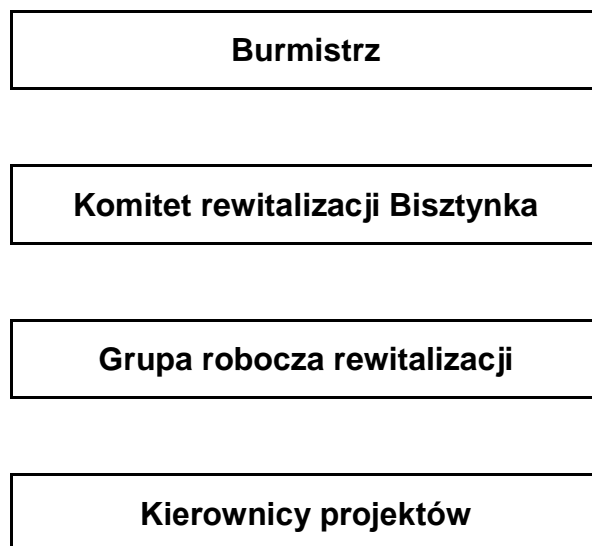 Burmistrz
Komitet rewitalizacji Bisztynka
Grupa robocza rewitalizacji
Kierownicy projektów